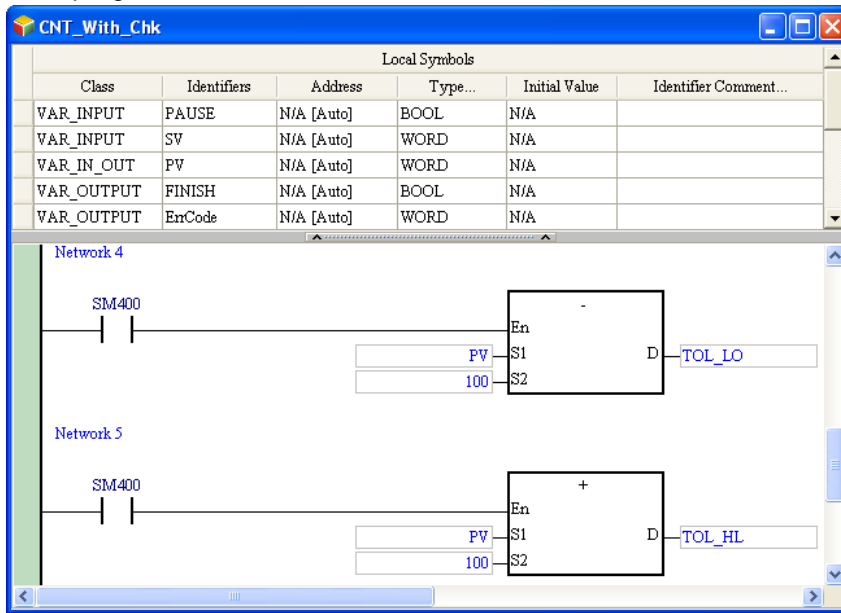 CNT_With_Chk
Local Symbols
Class Identifiers Address Type... Initial Value Identifier Comment...
VAR_INPUT PAUSE N/A [Auto] BOOL N/A
VAR_INPUT SV N/A [Auto] WORD N/A
VAR_IN_OUT PV N/A [Auto] WORD N/A
VAR_OUTPUT FINISH N/A [Auto] BOOL N/A
VAR_OUTPUT ErrCode N/A [Auto] WORD N/A
Network 4
SM400
-
En
PV S1 D TOL_LO
100 S2
Network 5
SM400
+
En
PV S1 D TOL_HL
100 S2